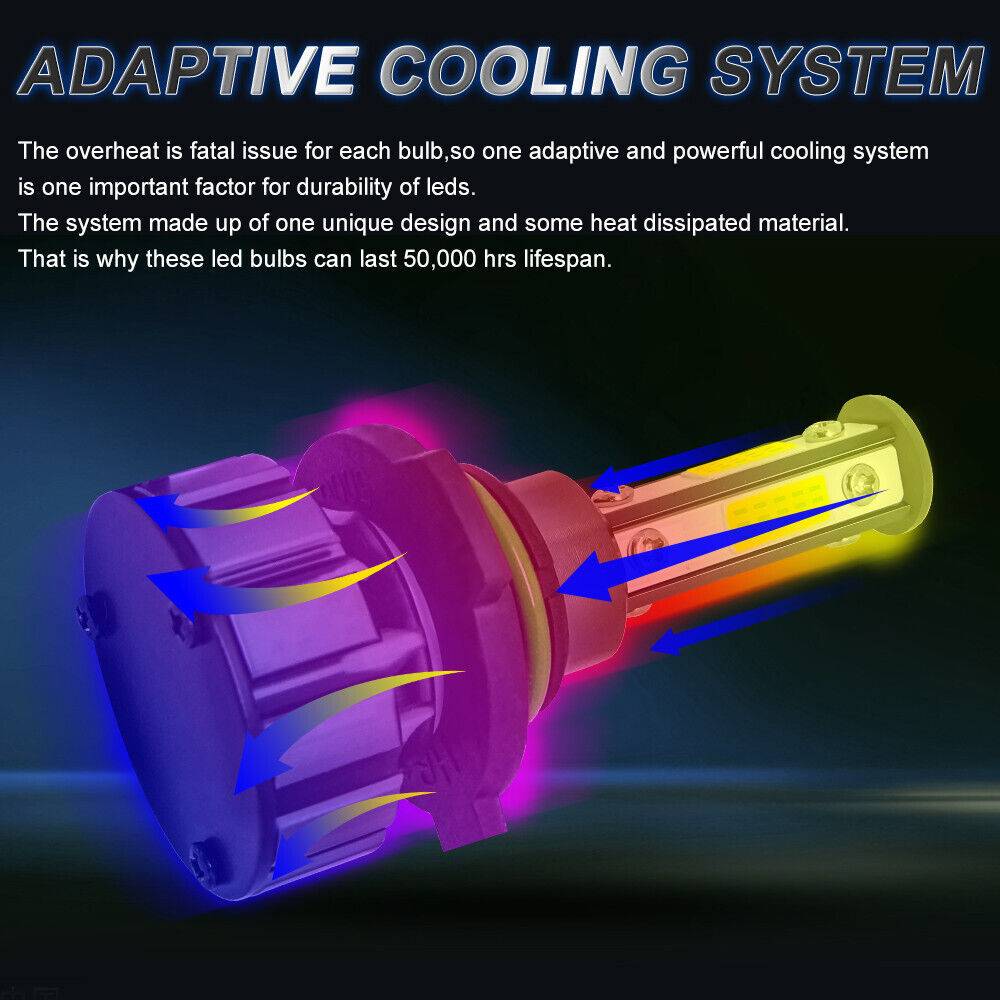 ADAPTIVE COOLING SYSTEM
The overheat is fatal issue for each bulb,so one adaptive and powerful cooling system
is one important factor for durability of leds.
The system made up of one unique design and some heat dissipated material.
That is why these led bulbs can last 50,000 hrs lifespan.